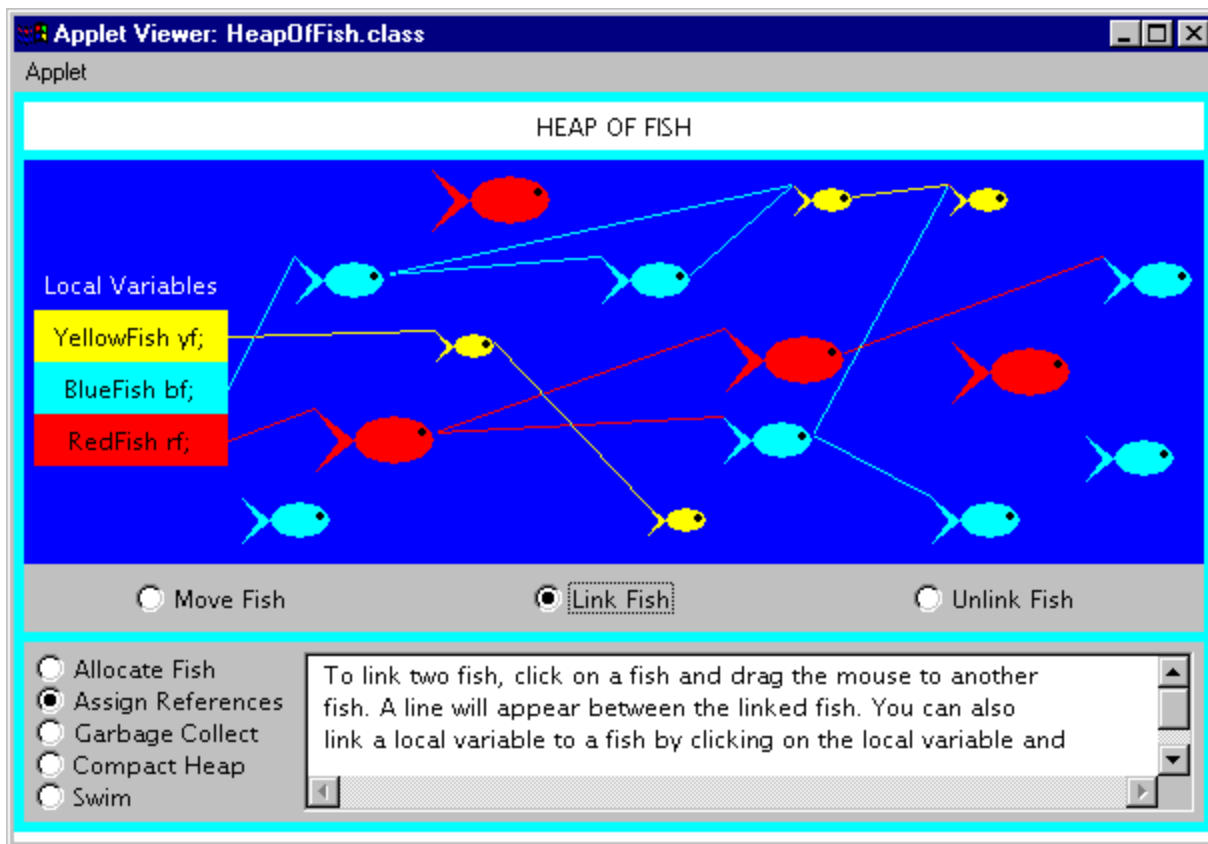 Applet Viewer: HeapOfFish.class
Applet
HEAP OF FISH
Local Variables
YellowFish yf;
BlueFish bf;
RedFish rf;
Move Fish
Link Fish
Unlink Fish
Allocate Fish
Assign References
Garbage Collect
Compact Heap
Swim
To link two fish, click on a fish and drag the mouse to another
fish. A line will appear between the linked fish. You can also
link a local variable to a fish by clicking on the local variable and